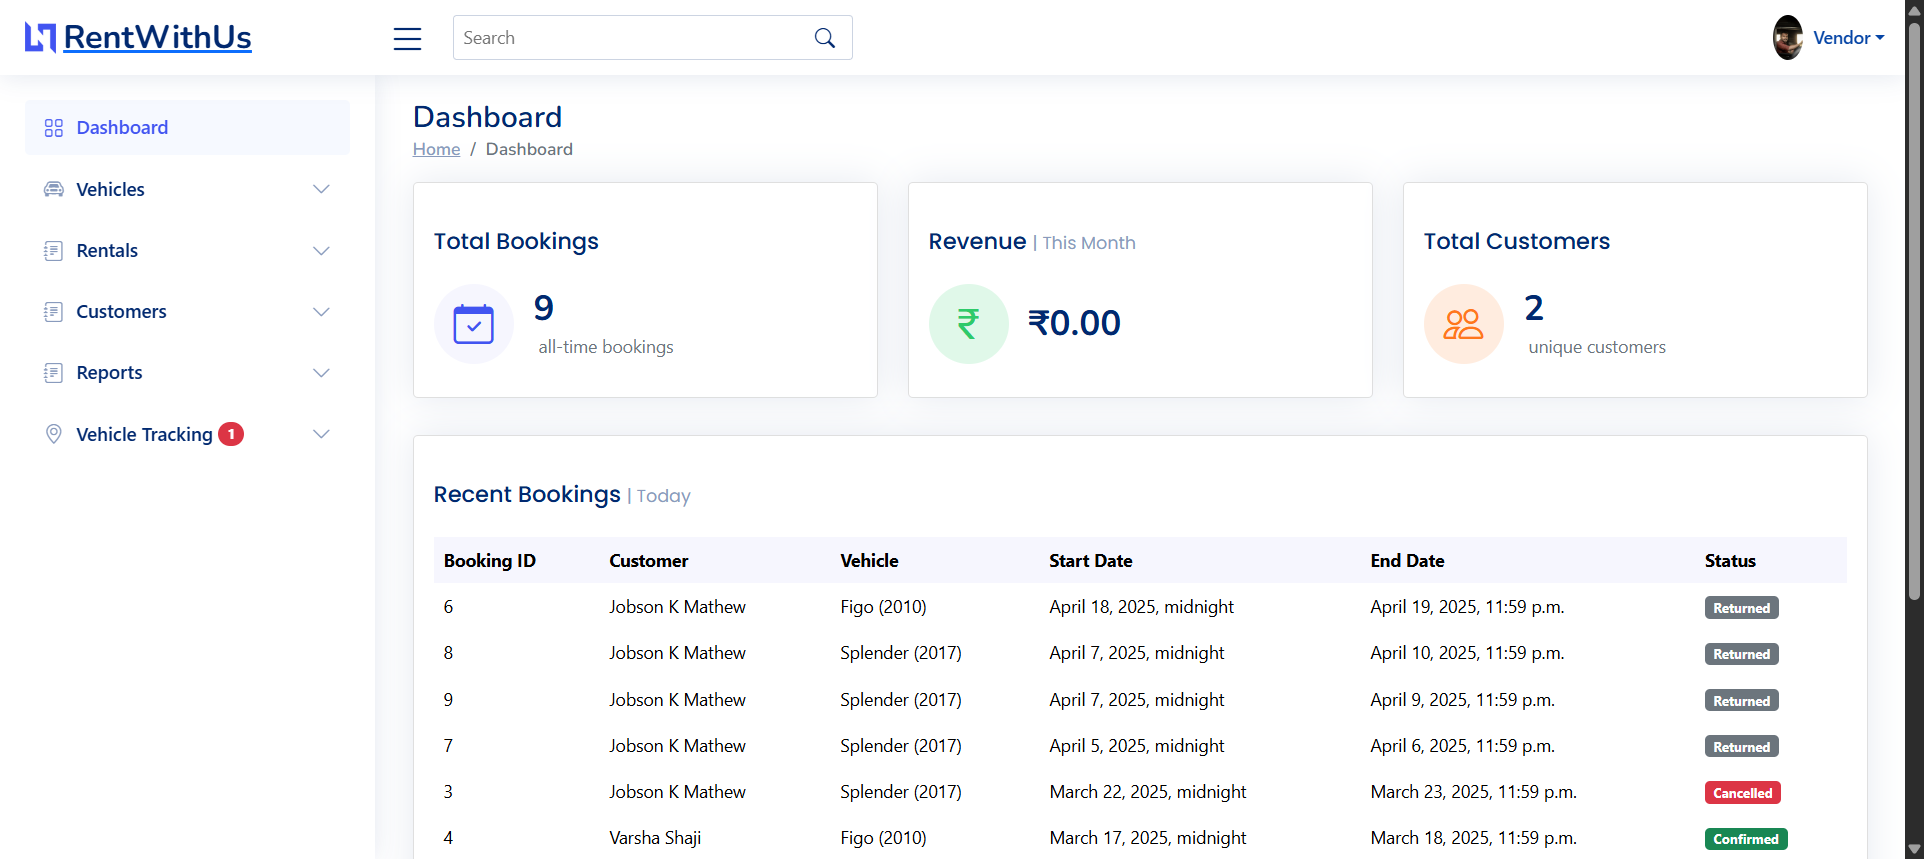 RentWithUs
Search
Vendor
Dashboard
Vehicles
Rentals
Customers
Reports
Vehicle Tracking 1
Dashboard
Home / Dashboard
Total Bookings
9
all-time bookings
Revenue | This Month
₹
₹0.00
Total Customers
2
unique customers
Recent Bookings | Today
Booking ID Customer Vehicle Start Date End Date Status
6 Jobson K Mathew Figo (2010) April 18, 2025, midnight April 19, 2025, 11:59 p.m. Returned
8 Jobson K Mathew Splender (2017) April 7, 2025, midnight April 10, 2025, 11:59 p.m. Returned
9 Jobson K Mathew Splender (2017) April 7, 2025, midnight April 9, 2025, 11:59 p.m. Returned
7 Jobson K Mathew Splender (2017) April 5, 2025, midnight April 6, 2025, 11:59 p.m. Returned
3 Jobson K Mathew Splender (2017) March 22, 2025, midnight March 23, 2025, 11:59 p.m. Cancelled
4 Varsha Shaji Figo (2010) March 17, 2025, midnight March 18, 2025, 11:59 p.m. Confirmed